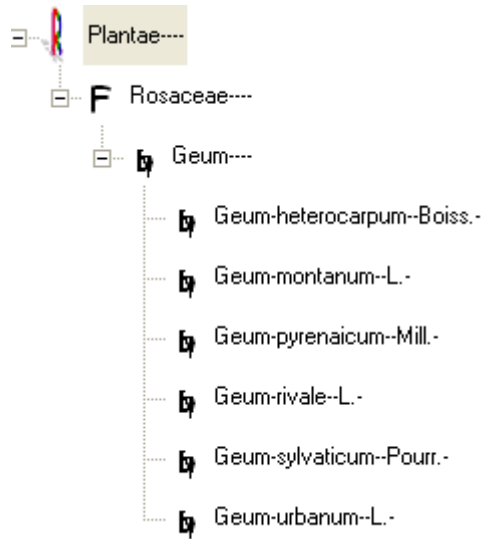 Plantae----
F Rosaceae----
Geum----
Geum-heterocarpum--Boiss.-
Geum-montanum--L.-
Geum-pyrenaicum--Mill.-
Geum-rivale--L.-
Geum-sylvaticum--Pourr.-
Geum-urbanum--L.-